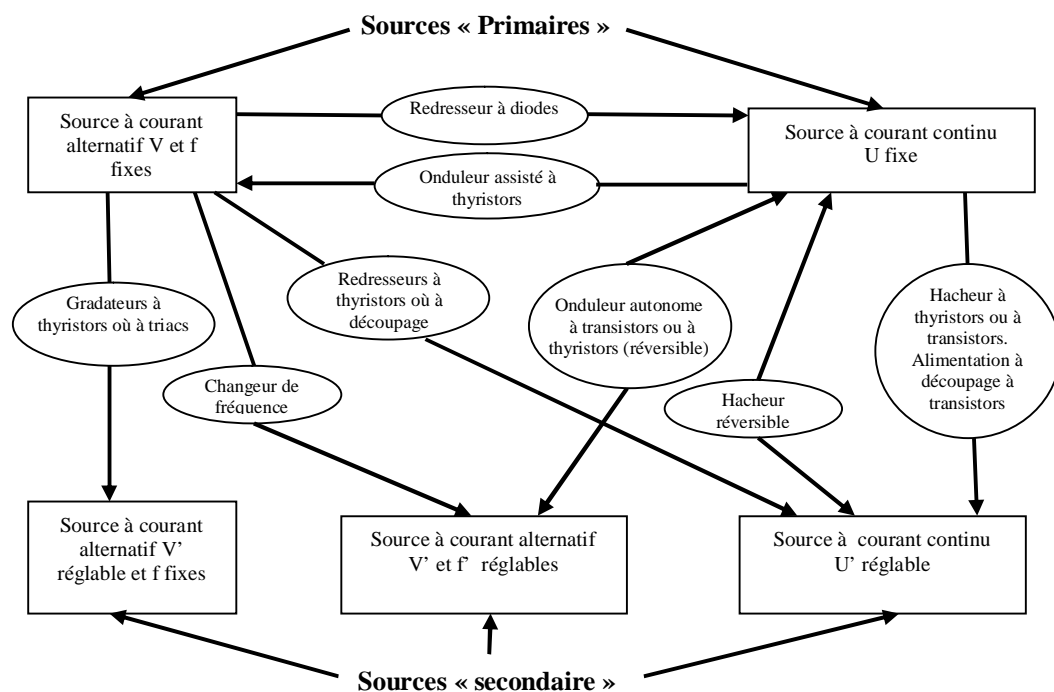 Sources « Primaires »
Redresseur à diodes
Source à courant
alternatif V et f
fixes
Source à courant continu
U fixe
Onduleur assisté à
thyristors
Redresseurs à
thyristors où à
découpage
Gradateurs à
thyristors où à triacs
Onduleur autonome
à transistors ou à
thyristors (réversible)
Hacheur à
thyristors ou à
transistors.
Alimentation à
découpage à
transistors
Changeur de
fréquence
Hacheur
réversible
Source à courant
alternatif V’
réglable et f fixes
Source à courant alternatif
V’ et f’ réglables
Source à courant continu
U’ réglable
Sources « secondaire »